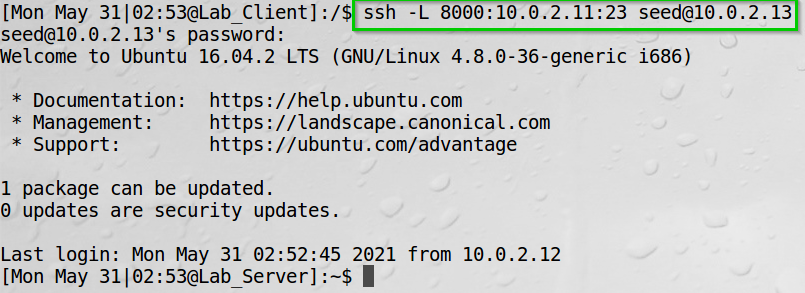 [Mon May 31|02:53@Lab_Client]:/$ ssh -L 8000:10.0.2.11:23 seed@10.0.2.13
seed@10.0.2.13's password:
Welcome to Ubuntu 16.04.2 LTS (GNU/Linux 4.8.0-36-generic i686)
* Documentation:  https://help.ubuntu.com
* Management:     https://landscape.canonical.com
* Support:        https://ubuntu.com/advantage
1 package can be updated.
0 updates are security updates.
Last login: Mon May 31 02:52:45 2021 from 10.0.2.12
[Mon May 31|02:53@Lab_Server]:~$